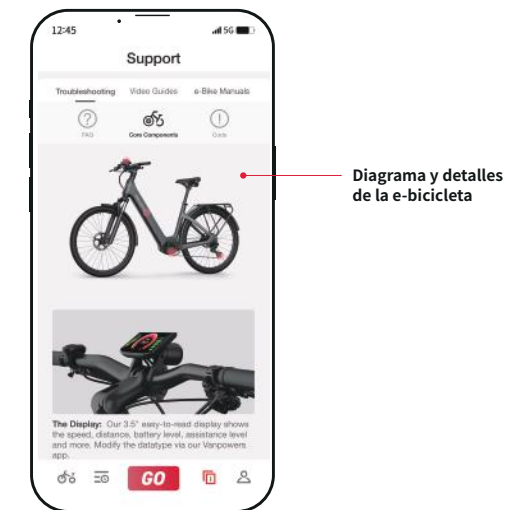 12:45
5G
Support
Troubleshooting Video Guides e-Bike Manuals
FAQ Core Components
Diagrama y detalles
de la e-bicicleta
The Display: Our 3.5" easy-to-read display shows
the speed, distance, battery level, assistance level
and more. Modify the datatype via our Vanpowers
app.
GO